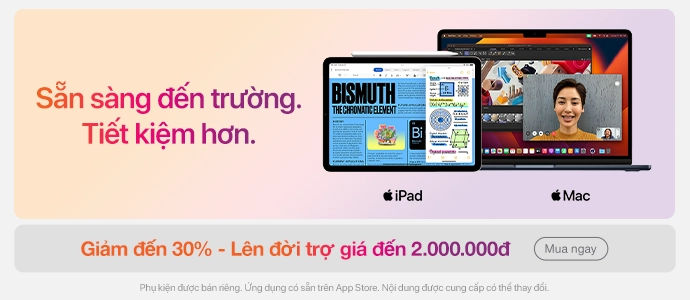 Sẵn sàng đến trường.
Tiết kiệm hơn.
BISMUTH
THE CHROMATIC ELEMENT
Bi
iPad
Mac
Giảm đến 30% - Lên đời trợ giá đến 2.000.000đ
Mua ngay
Phụ kiện được bán riêng. Ứng dụng có sẵn trên App Store. Nội dung được cung cấp có thể thay đổi.